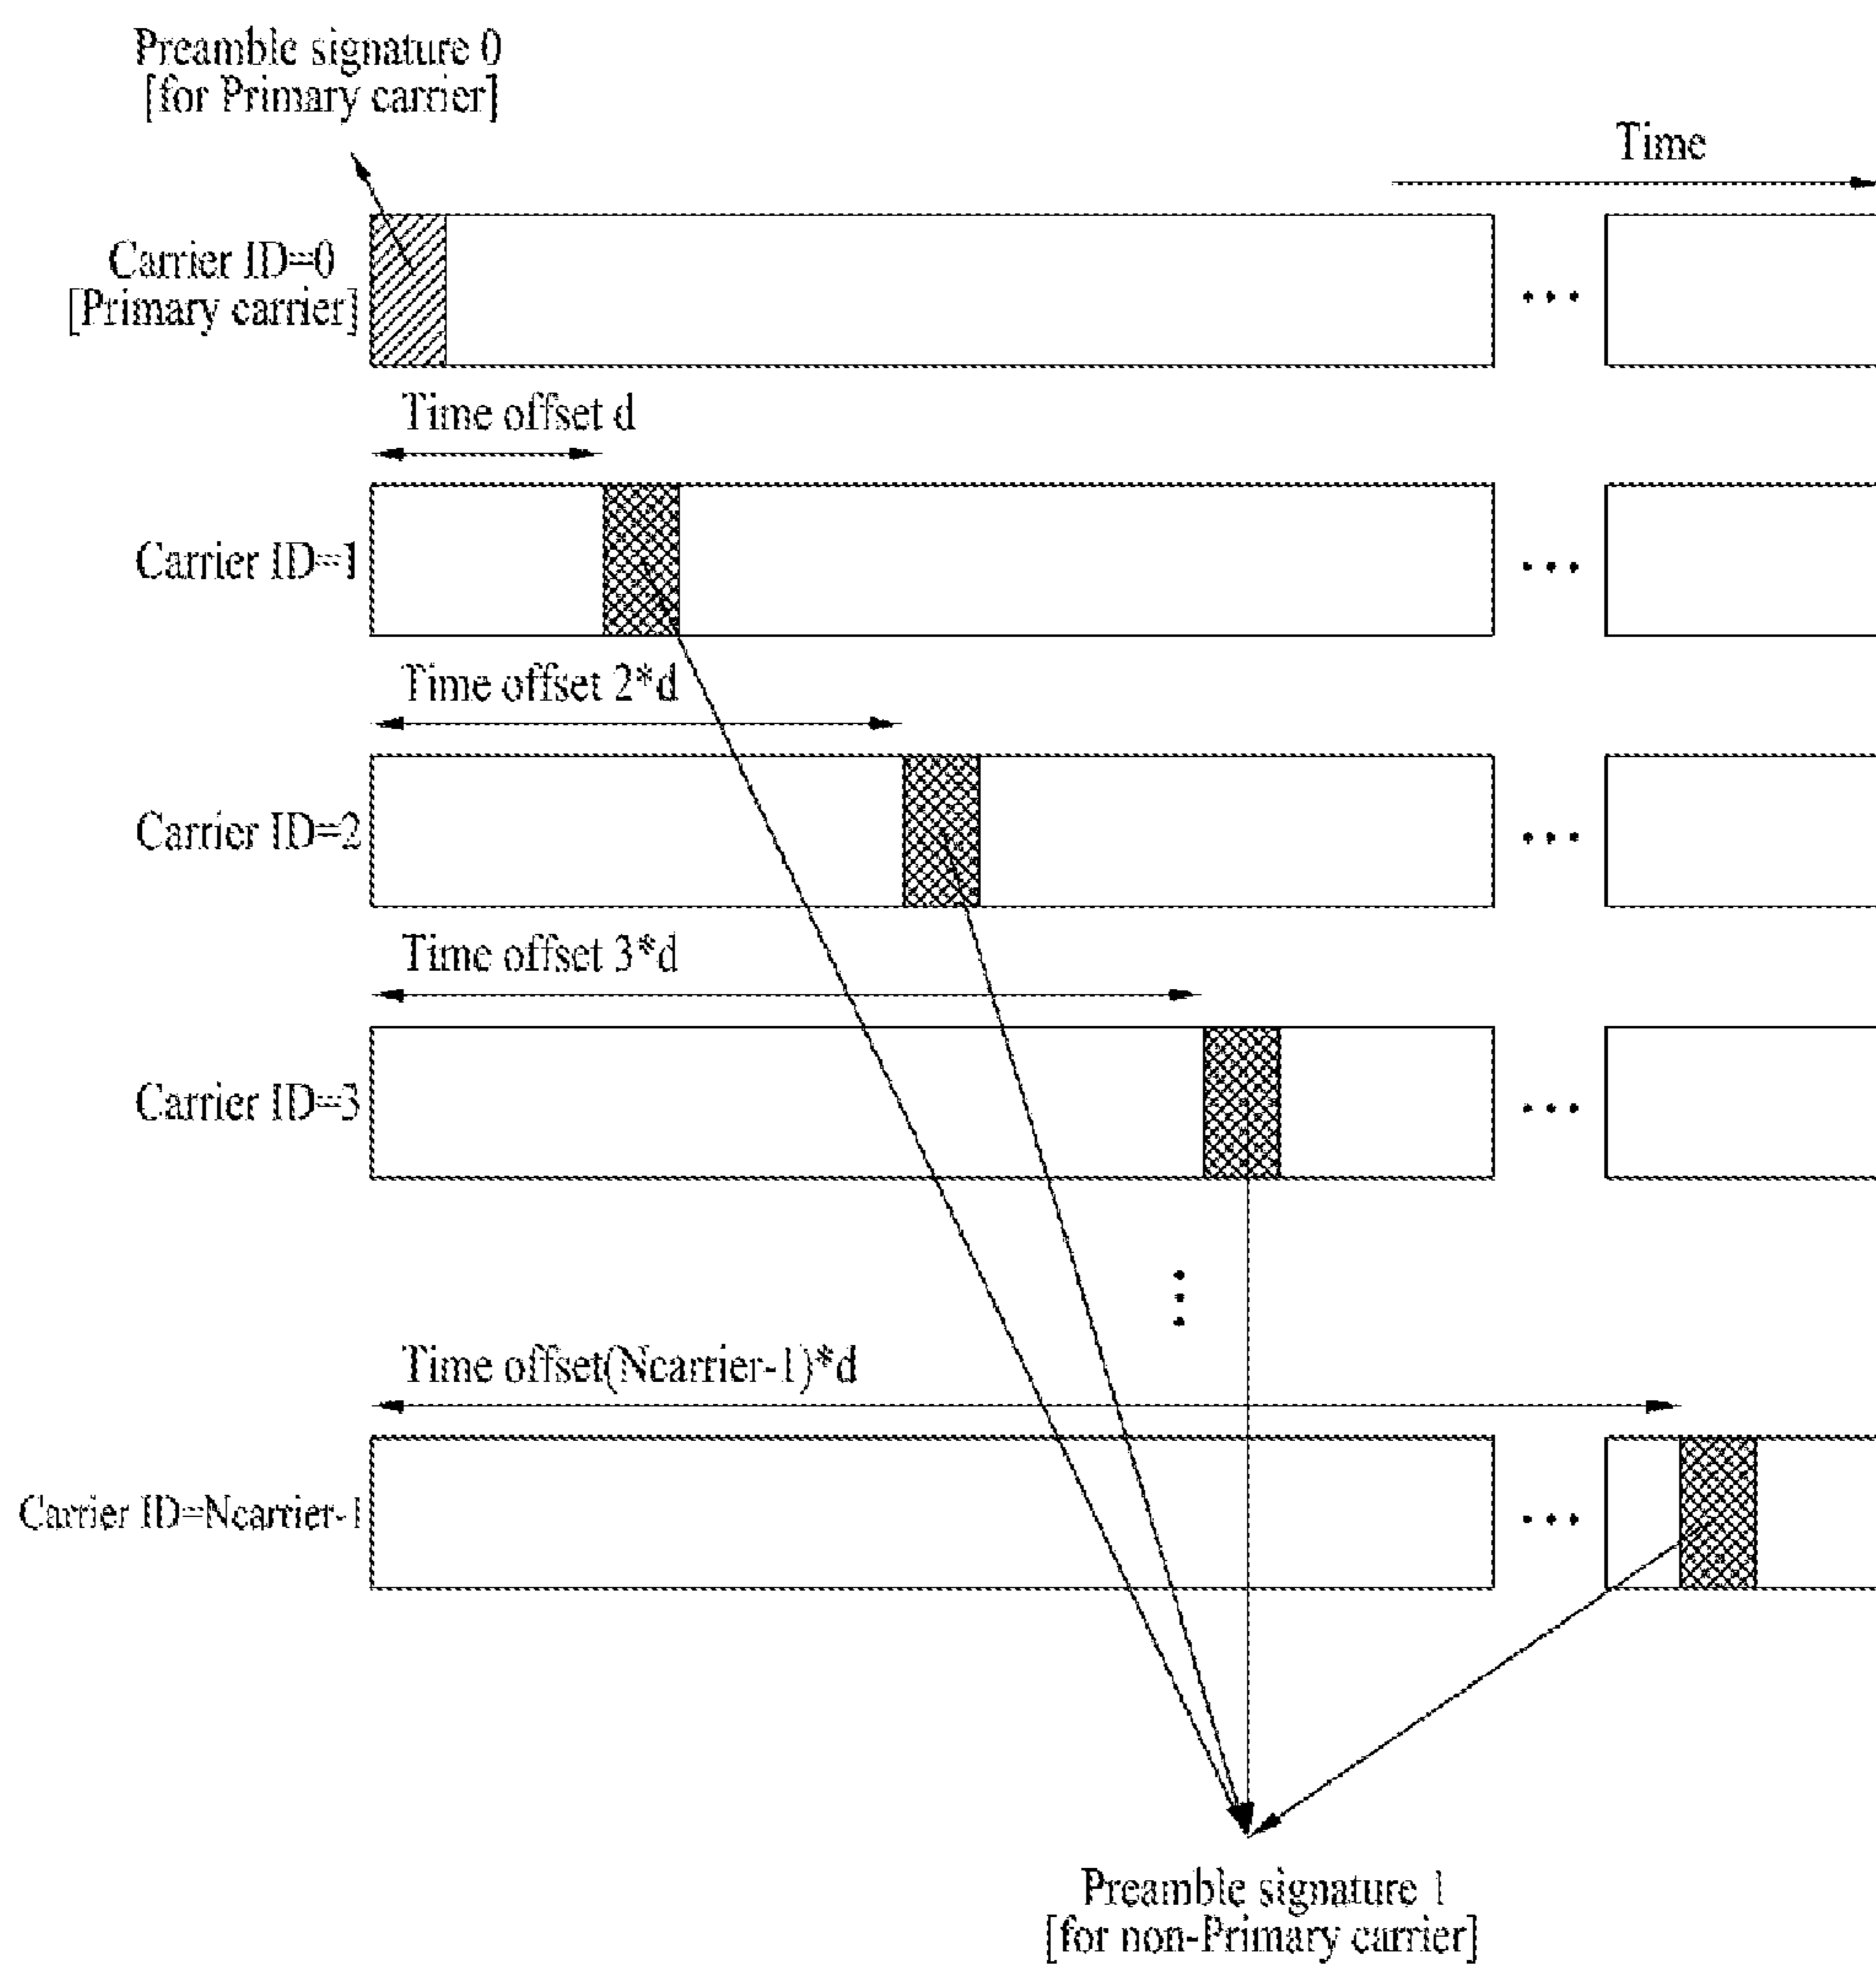 Preamble signature 0
[for Primary carrier]
Time
Carrier ID=0
[Primary carrier]
Time offset d
Carrier ID=1
Time offset 2*d
Carrier ID=2
Time offset 3*d
Carrier ID=3
Time offset(Ncarrier-1)*d
Carrier ID=Ncarrier-1
Preamble signature 1
[for non-Primary carrier]